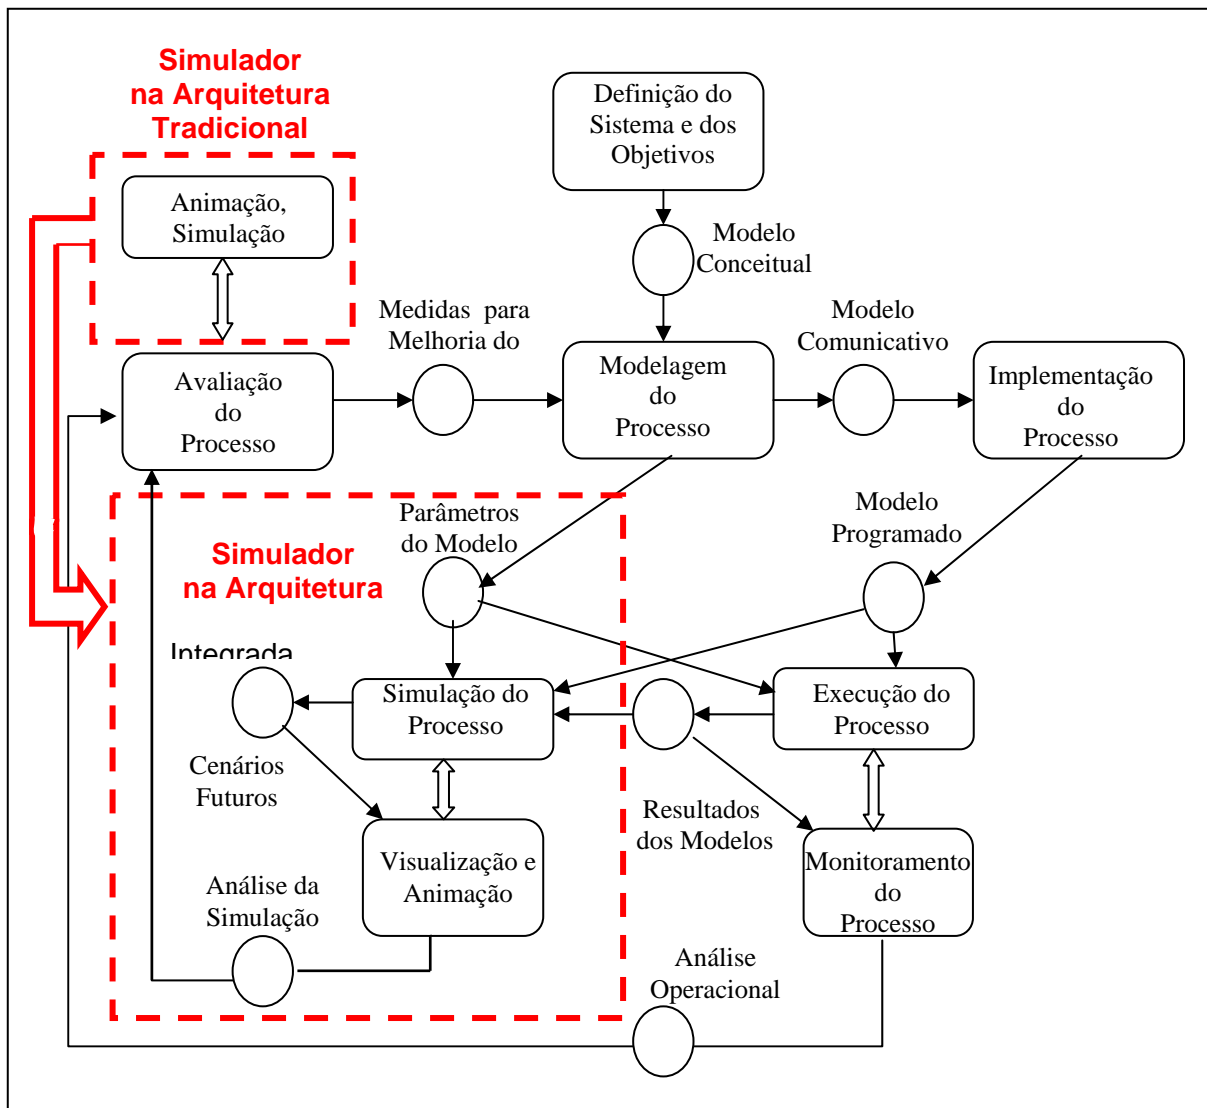 Simulador
na Arquitetura
Tradicional
Definição do
Sistema e dos
Objetivos
Animação,
Simulação
Modelo
Conceitual
Medidas  para
Melhoria do
Modelo
Comunicativo
Avaliação
do
Processo
Modelagem
do
Processo
Implementação
do
Processo
Parâmetros
do Modelo
Modelo
Programado
Simulador
na Arquitetura
Integrada
Simulação do
Processo
Execução do
Processo
Cenários
Futuros
Resultados
dos Modelos
Visualização e
Animação
Monitoramento
do
Processo
Análise da
Simulação
Análise
Operacional